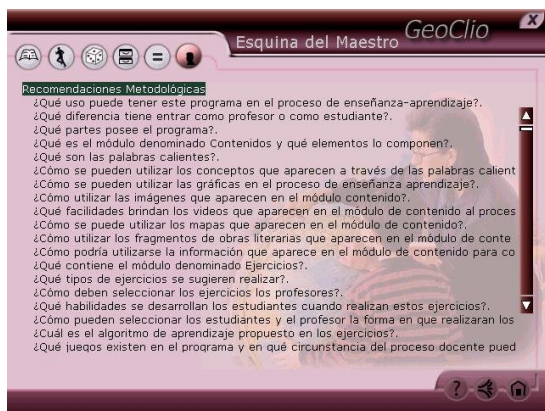 GeoClio
Esquina del Maestro
Recomendaciones Metodológicas
¿Qué uso puede tener este programa en el proceso de enseñanza-aprendizaje?.
¿Qué diferencia tiene entrar como profesor o como estudiante?.
¿Qué partes posee el programa?.
¿Qué es el módulo denominado Contenidos y qué elementos lo componen?.
¿Qué son las palabras calientes?.
¿Cómo se pueden utilizar los conceptos que aparecen a través de las palabras calient
¿Cómo se pueden utilizar las gráficas en el proceso de enseñanza aprendizaje?.
¿Cómo utilizar las imágenes que aparecen en el módulo contenido?.
¿Qué facilidades brindan los videos que aparecen en el módulo de contenido al proces
¿Cómo se puede utilizar los mapas que aparecen en el módulo de contenido?.
¿Cómo utilizar los fragmentos de obras literarias que aparecen en el módulo de conte
¿Cómo podría utilizarse la información que aparece en el módulo de contenido para co
¿Qué contiene el módulo denominado Ejercicios?.
¿Qué tipos de ejercicios se sugieren realizar?.
¿Cómo deben seleccionar los ejercicios los profesores?.
¿Qué habilidades se desarrollan los estudiantes cuando realizan estos ejercicios?.
¿Cómo pueden seleccionar los estudiantes y el profesor la forma en que realizaran los
¿Cuál es el algoritmo de aprendizaje propuesto en los ejercicios?.
¿Qué juegos existen en el programa y en qué circunstancia del proceso docente pued